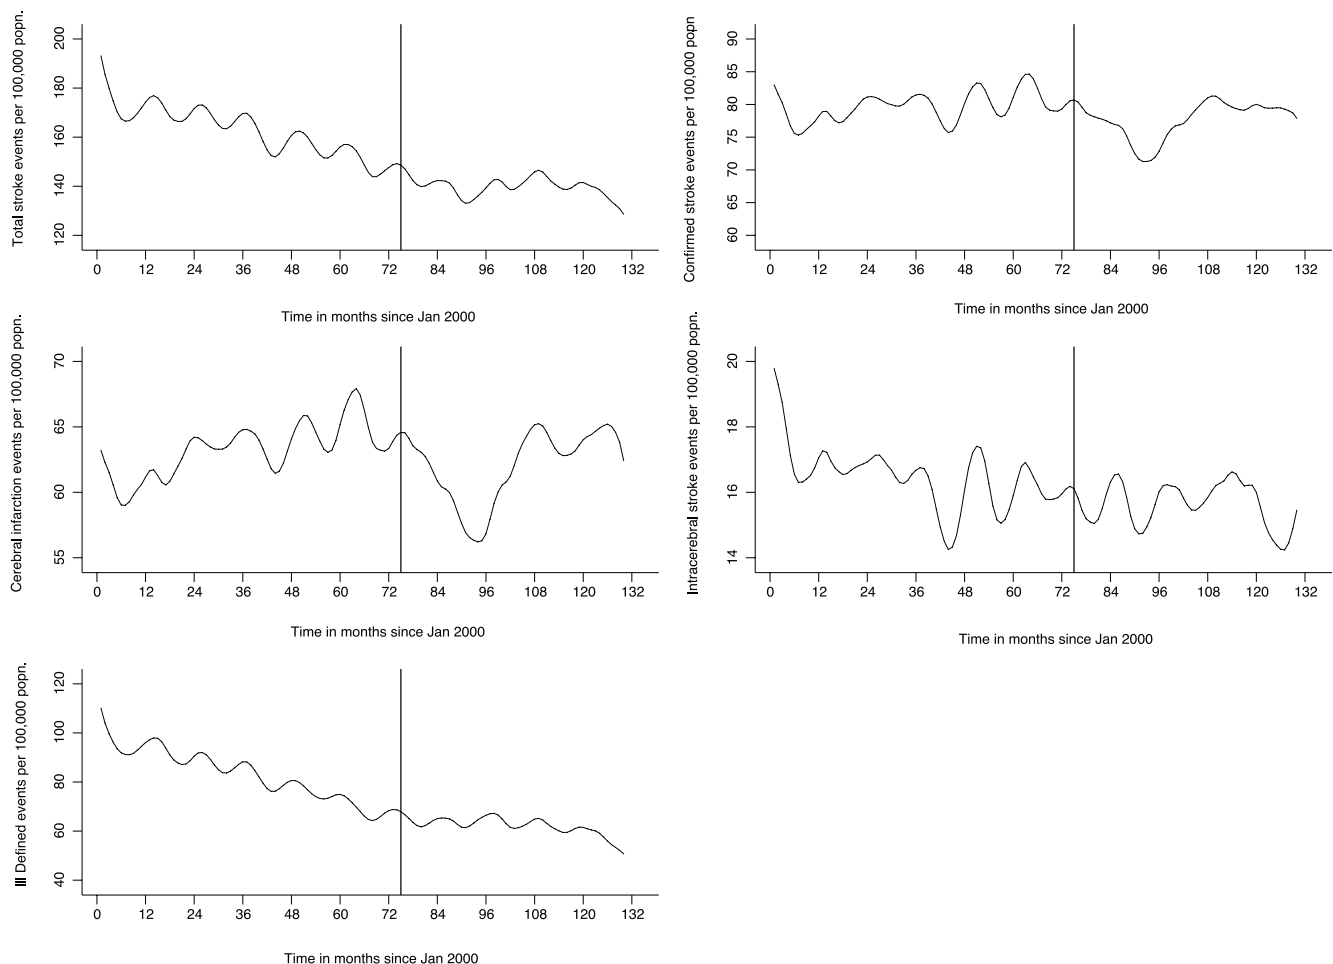 Total stroke events per 100,000 popn.
200
180
160
140
120
0 12 24 36 48 60 72 84 96 108 120 132
Time in months since Jan 2000
Confirmed stroke events per 100,000 popn
90
85
80
75
70
65
60
0 12 24 36 48 60 72 84 96 108 120 132
Time in months since Jan 2000
Cerebral infarction events per 100,000 popn.
70
65
60
55
0 12 24 36 48 60 72 84 96 108 120 132
Time in months since Jan 2000
Intracerebral stroke events per 100,000 popn.
20
18
16
14
0 12 24 36 48 60 72 84 96 108 120 132
Time in months since Jan 2000
Ill Defined events per 100,000 popn.
120
100
80
60
40
0 12 24 36 48 60 72 84 96 108 120 132
Time in months since Jan 2000